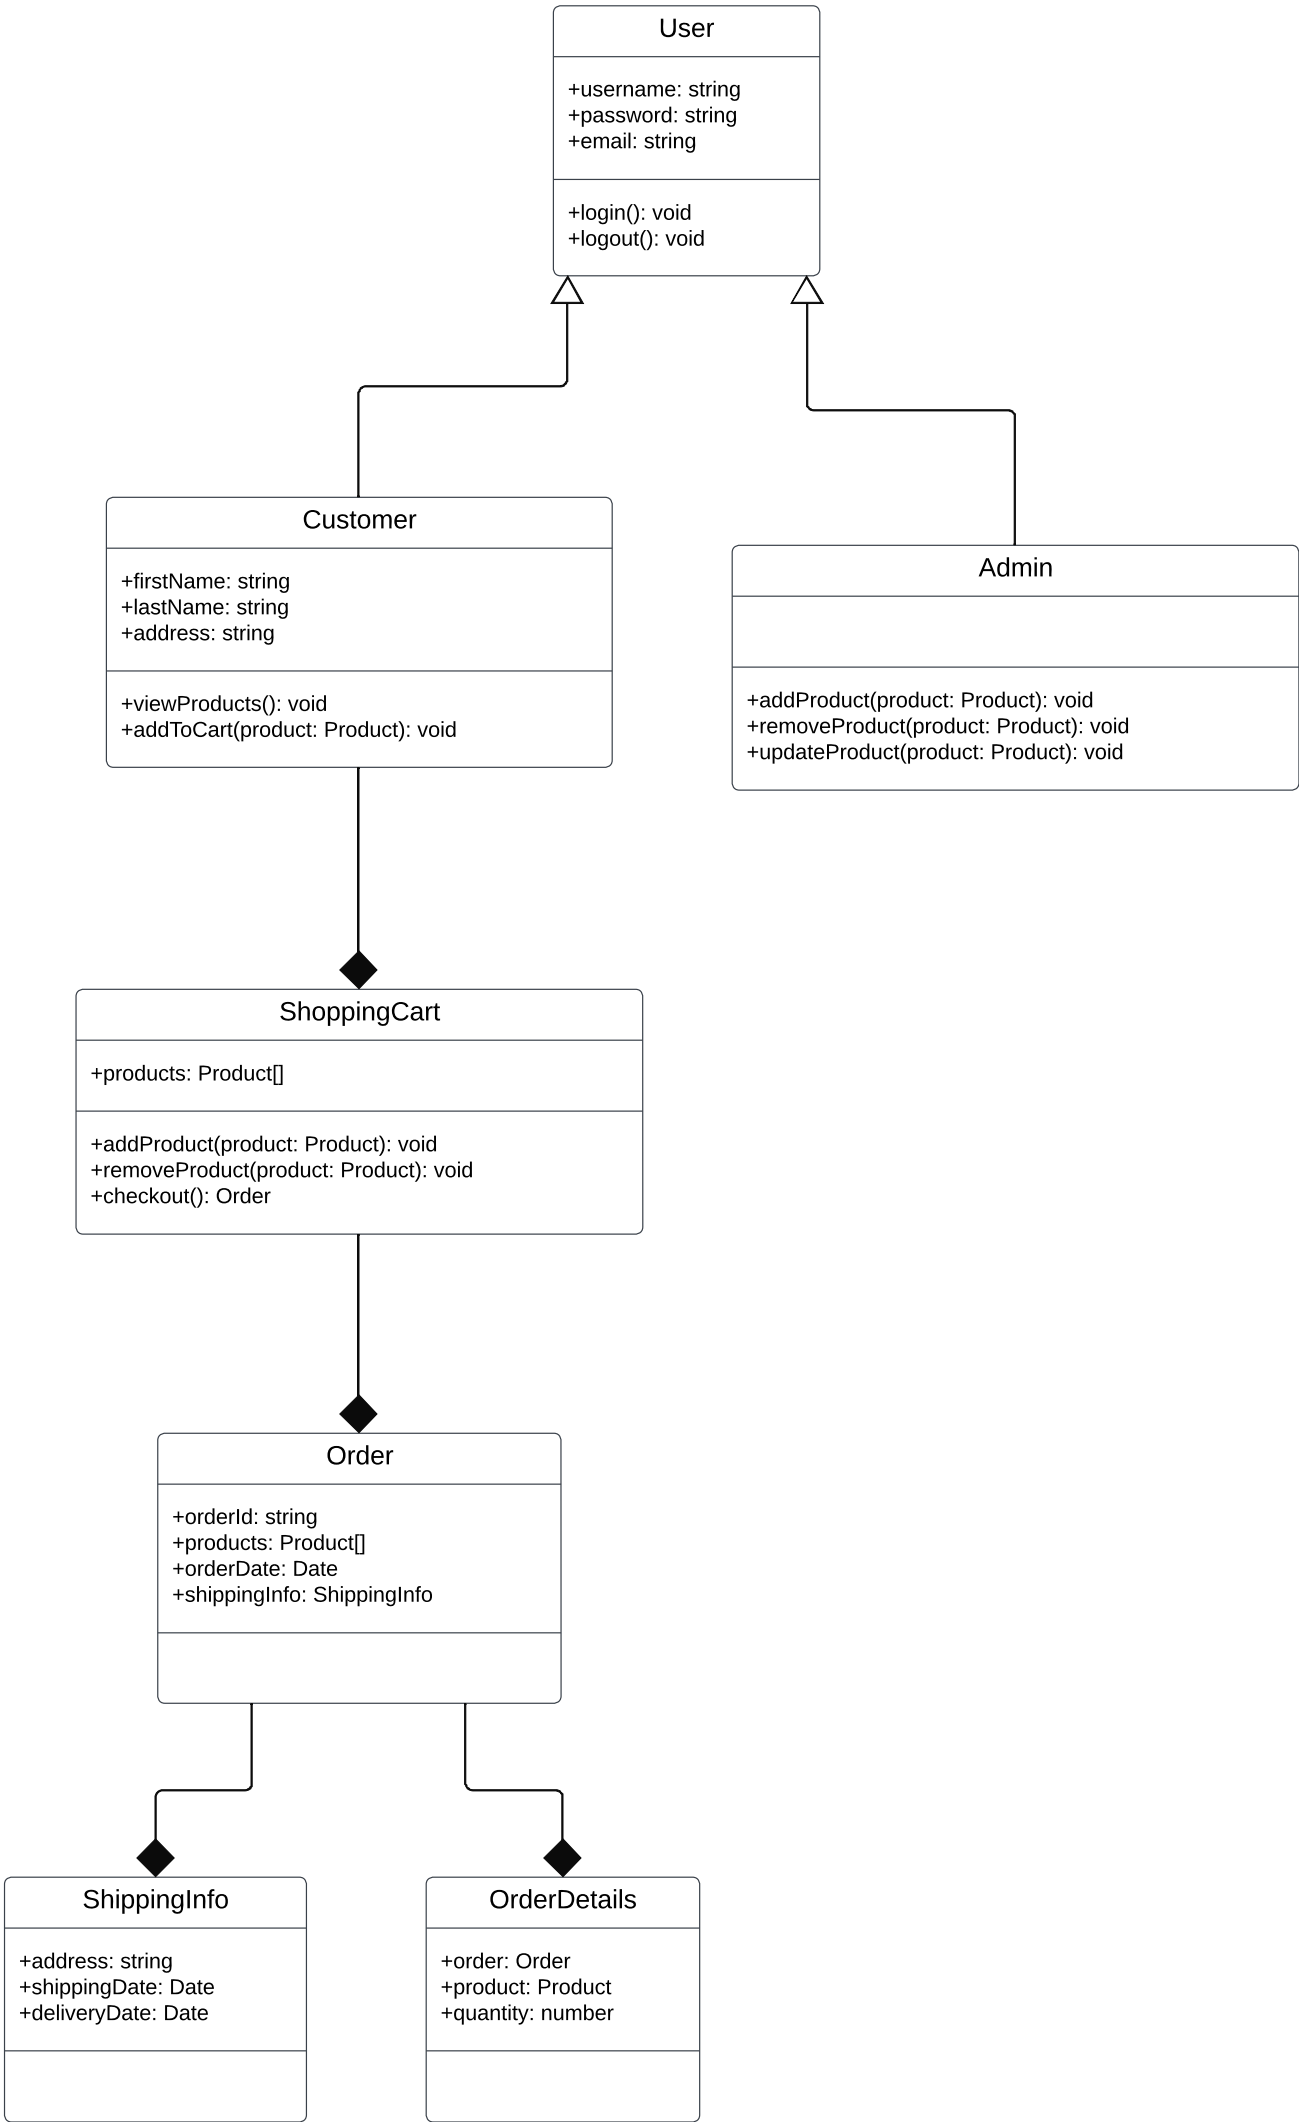 User
+username: string
+password: string
+email: string
+login(): void
+logout(): void
Customer
+firstName: string
+lastName: string
+address: string
+viewProducts(): void
+addToCart(product: Product): void
Admin
+addProduct(product: Product): void
+removeProduct(product: Product): void
+updateProduct(product: Product): void
ShoppingCart
+products: Product[]
+addProduct(product: Product): void
+removeProduct(product: Product): void
+checkout(): Order
Order
+orderId: string
+products: Product[]
+orderDate: Date
+shippingInfo: ShippingInfo
ShippingInfo
+address: string
+shippingDate: Date
+deliveryDate: Date
OrderDetails
+order: Order
+product: Product
+quantity: number